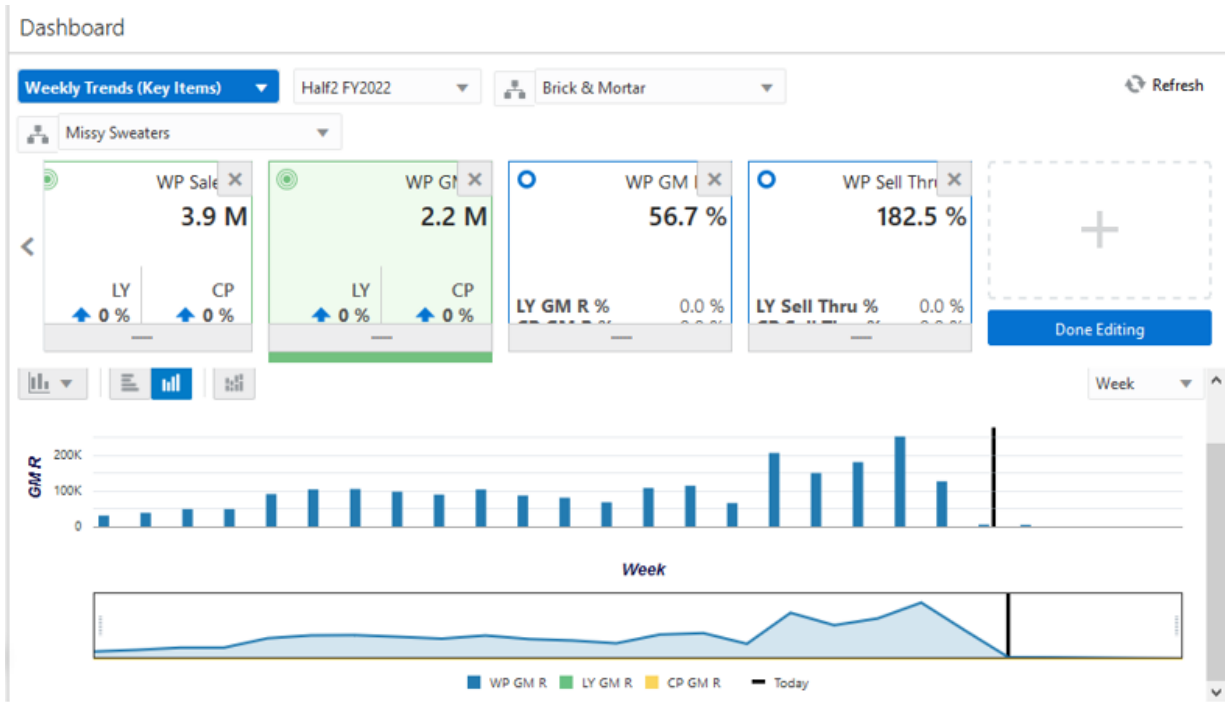 Dashboard
Weekly Trends (Key Items)
Half2 FY2022
Brick & Mortar
Refresh
Missy Sweaters
WP Sale
3.9 M
LY
CP
0 %
0 %
WP GM
2.2 M
LY
CP
0 %
0 %
WP GM
56.7 %
LY GM R % 0.0 %
WP Sell Thr
182.5 %
LY Sell Thru % 0.0 %
Done Editing
Week
GM R
200K
100K
0
Week
WP GM R
LY GM R
CP GM R
Today